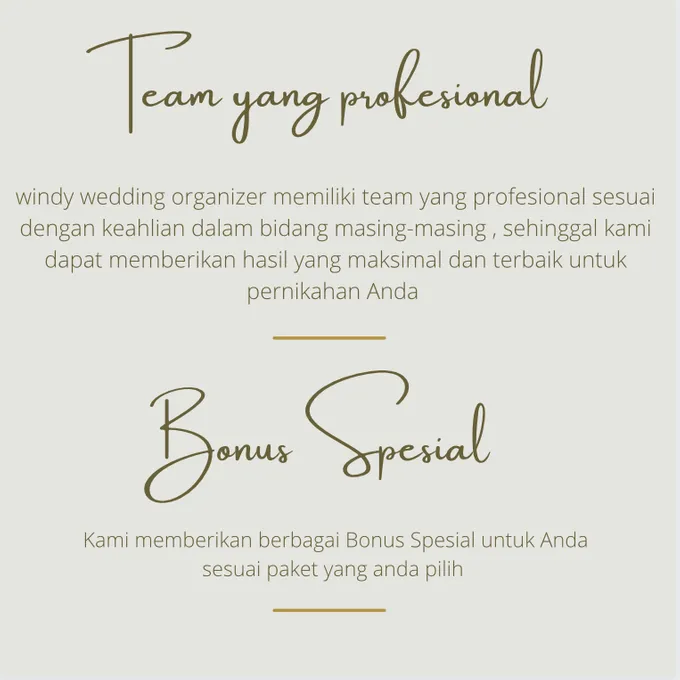 Team yang profesional
windy wedding organizer memiliki team yang profesional sesuai
dengan keahlian dalam bidang masing-masing , sehinggal kami
dapat memberikan hasil yang maksimal dan terbaik untuk
pernikahan Anda
Bonus Spesial
Kami memberikan berbagai Bonus Spesial untuk Anda
sesuai paket yang anda pilih